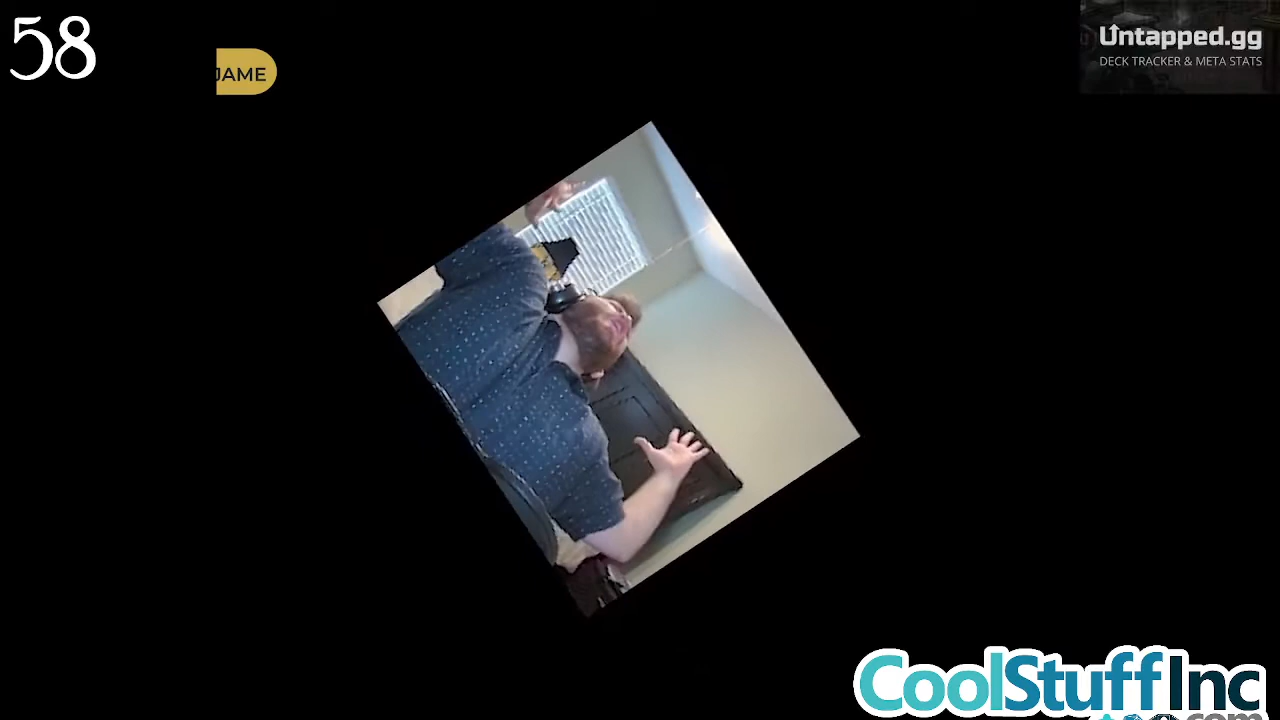 58
JAME
Untapped.gg
DECK TRACKER & META STATS
CoolStuffInc